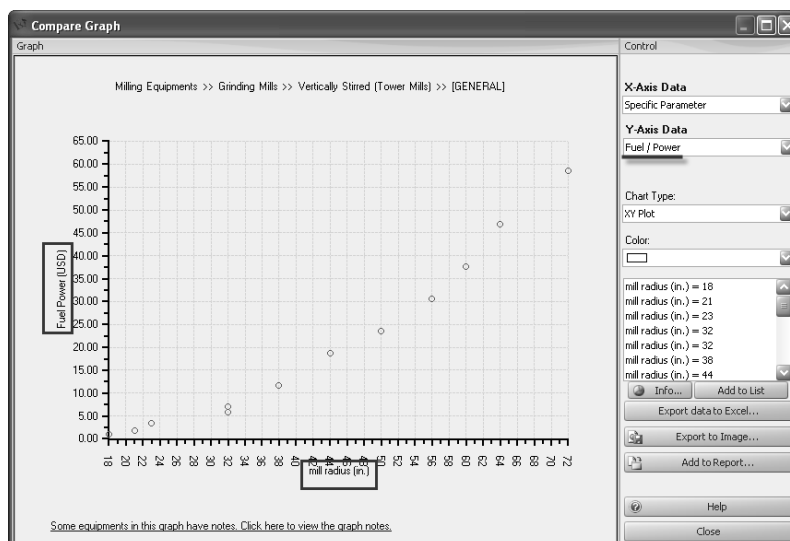 Compare Graph
Graph
Control
Milling Equipments >> Grinding Mills >> Vertically Stirred (Tower Mills) >> [GENERAL]
65.00
60.00
55.00
50.00
45.00
40.00
35.00
30.00
25.00
20.00
15.00
10.00
5.00
0.00
Fuel Power (USD)
18 20 22 24 26 28 30 32 34 36 38 40 42 44 46 48 50 52 54 56 58 60 62 64 66 68 70 72
mill radius (in.)
Some equipments in this graph have notes. Click here to view the graph notes.
X-Axis Data
Specific Parameter
Y-Axis Data
Fuel / Power
Chart Type:
XY Plot
Color:
mill radius (in.) = 18
mill radius (in.) = 21
mill radius (in.) = 23
mill radius (in.) = 32
mill radius (in.) = 32
mill radius (in.) = 38
mill radius (in.) = 44
Info... Add to List
Export data to Excel...
Export to Image...
Add to Report...
Help
Close